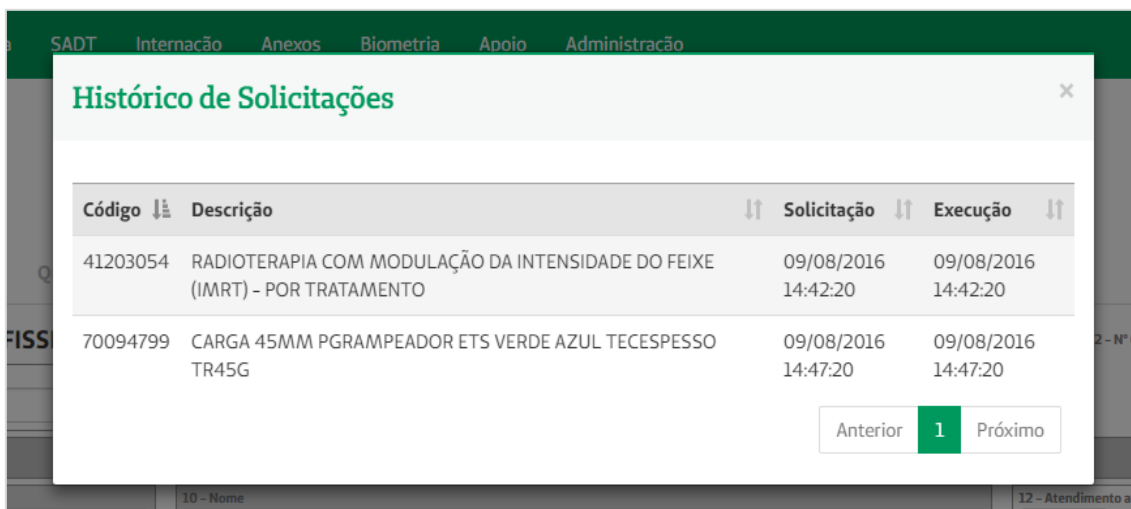 SADT Internação Anexos Biometria Apoio Administração
Histórico de Solicitações ×
Código Descrição Solicitação Execução
41203054 RADIOTERAPIA COM MODULAÇÃO DA INTENSIDADE DO FEIXE 09/08/2016 09/08/2016
(IMRT) - POR TRATAMENTO 14:42:20 14:42:20
70094799 CARGA 45MM PGRAMPEADOR ETS VERDE AZUL TECESPESSO 09/08/2016 09/08/2016
TR45G 14:47:20 14:47:20
Anterior 1 Próximo
10 - Nome 12 - Atendimento a